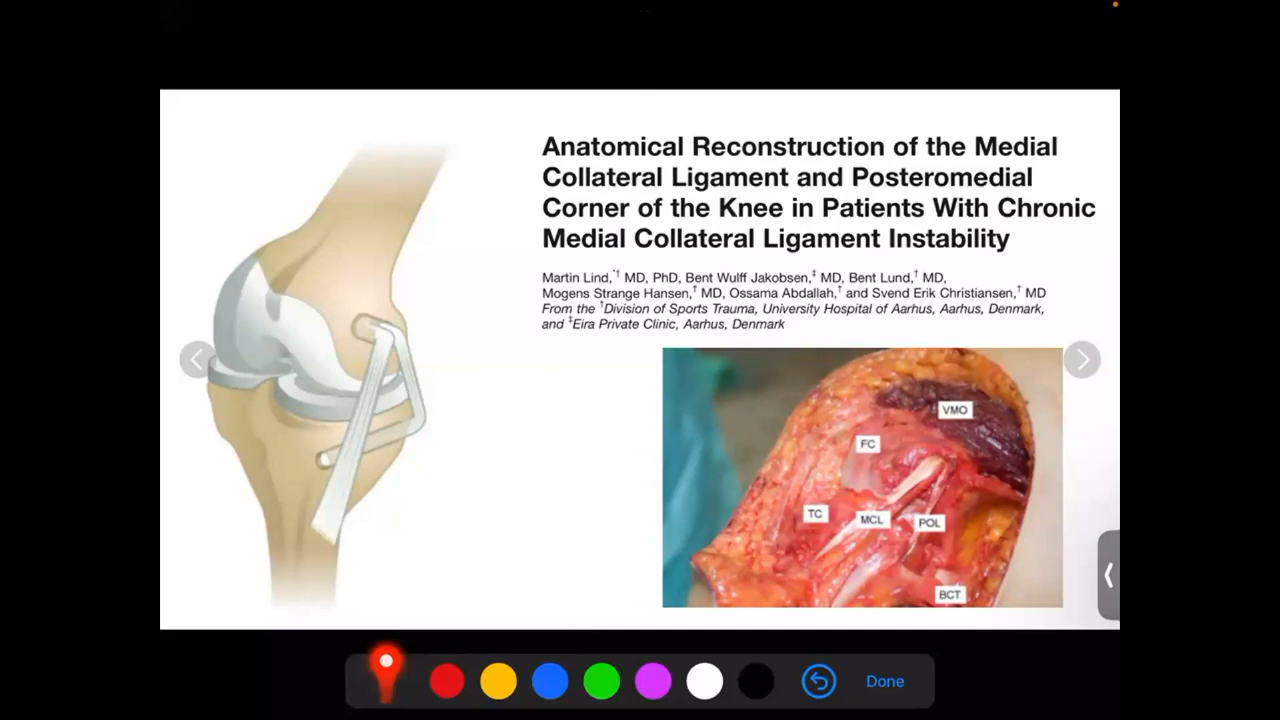 Anatomical Reconstruction of the Medial
Collateral Ligament and Posteromedial
Corner of the Knee in Patients With Chronic
Medial Collateral Ligament Instability
Martin Lind,*† MD, PhD, Bent Wulff Jakobsen,‡ MD, Bent Lund,† MD,
Mogens Strange Hansen,† MD, Ossama Abdallah,† and Svend Erik Christiansen,† MD
From the †Division of Sports Trauma, University Hospital of Aarhus, Aarhus, Denmark,
and ‡Eira Private Clinic, Aarhus, Denmark
VMO
FC
TC
MCL
POL
BCT
Done